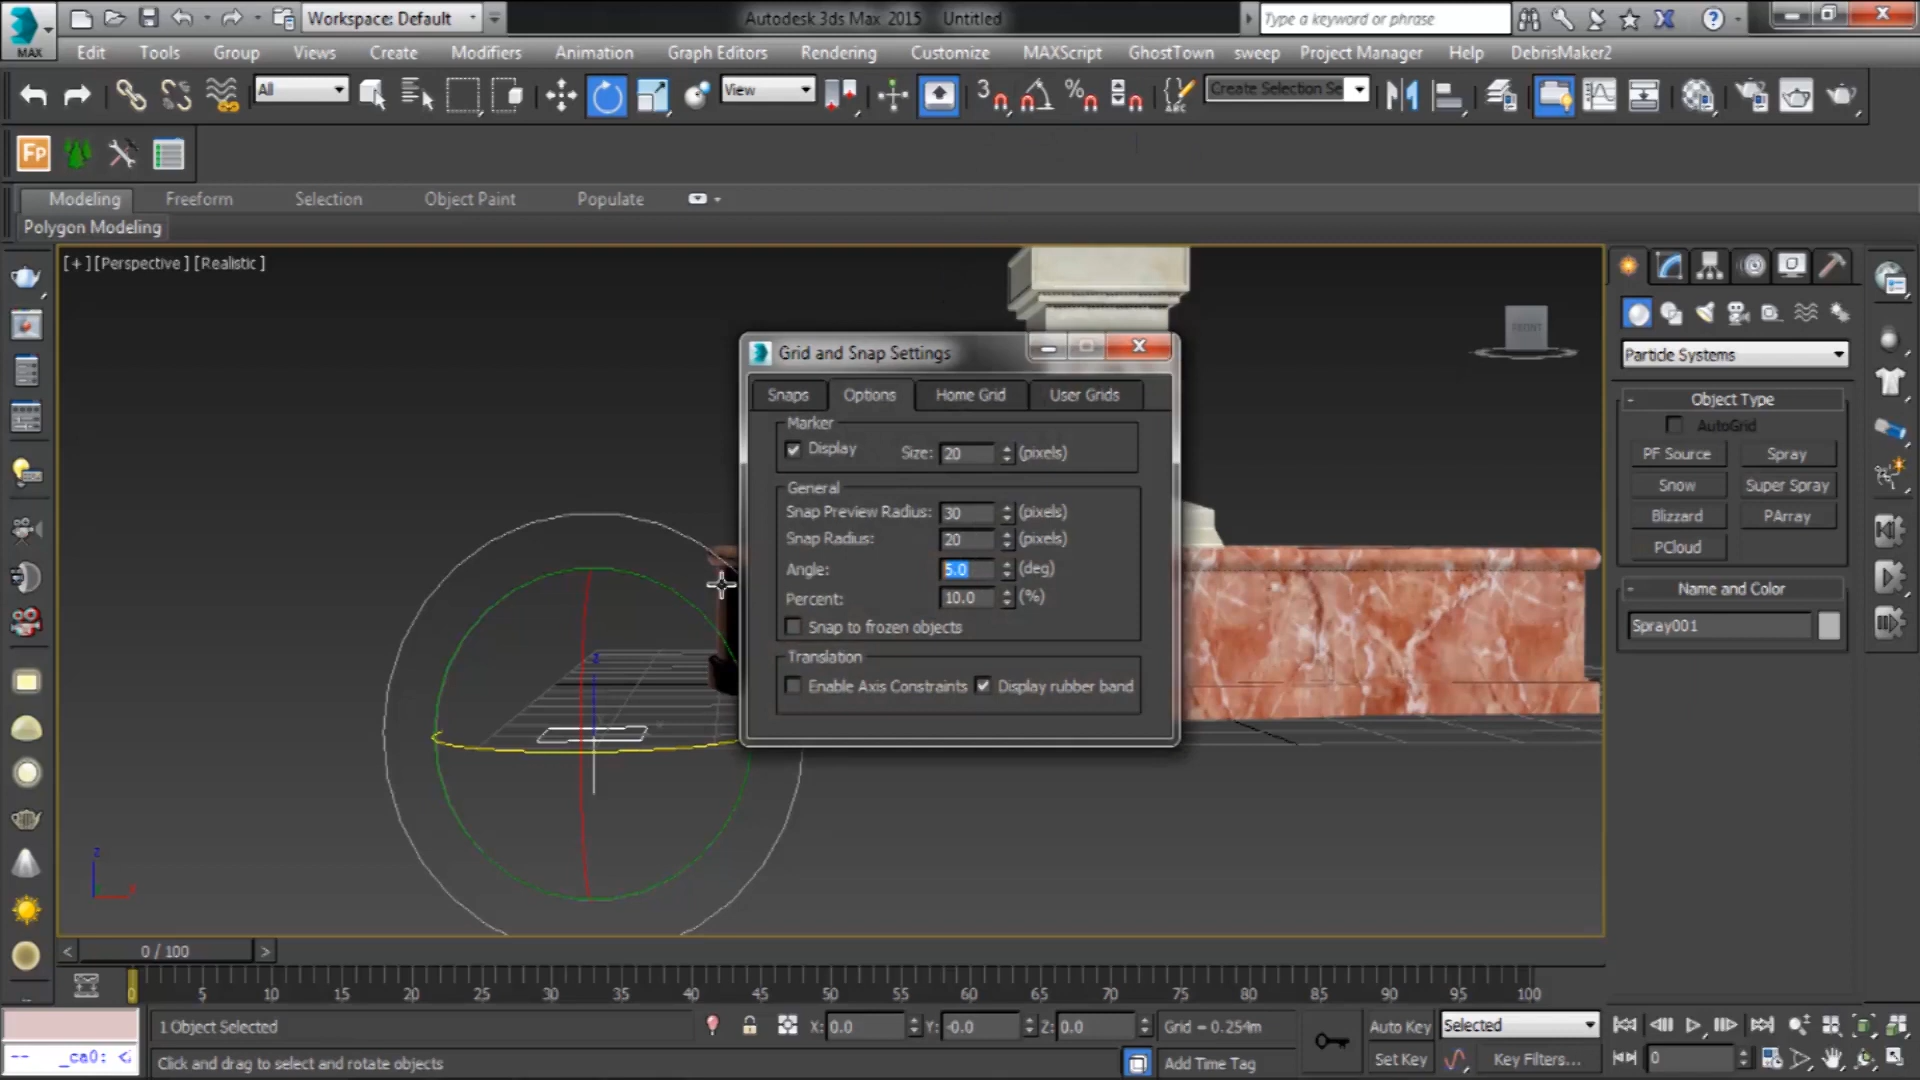 Workspace: Default
Autodesk 3ds Max 2015 Untitled
Type a keyword or phrase
MAX
Edit Tools Group Views Create Modifiers Animation Graph Editors Rendering Customize MAXScript GhostTown sweep Project Manager Help DebrisMaker2
All
View
3
ABC
Create Selection Se
Fp
Modeling Freeform Selection Object Paint Populate
Polygon Modeling
[ + ] [Perspective ] [Realistic ]
FRONT
Grid and Snap Settings
Snaps Options Home Grid User Grids
Marker
Display Size: 20 (pixels)
General
Snap Preview Radius: 30 (pixels)
Snap Radius: 20 (pixels)
Angle: 5.0 (deg)
Percent: 10.0 (%)
Snap to frozen objects
Translation
Enable Axis Constraints Display rubber band
Particle Systems
- Object Type
AutoGrid
PF Source Spray
Snow Super Spray
Blizzard PArray
PCloud
- Name and Color
Spray001
z
< 0 / 100 >
0 5 10 15 20 25 30 35 40 45 50 55 60 65 70 75 80 85 90 95 100
1 Object Selected X: 0.0 Y: -0.0 Z: 0.0 Grid = 0.254m Auto Key Selected
-- _ca0: <
Click and drag to select and rotate objects
Add Time Tag Set Key Key Filters... 0